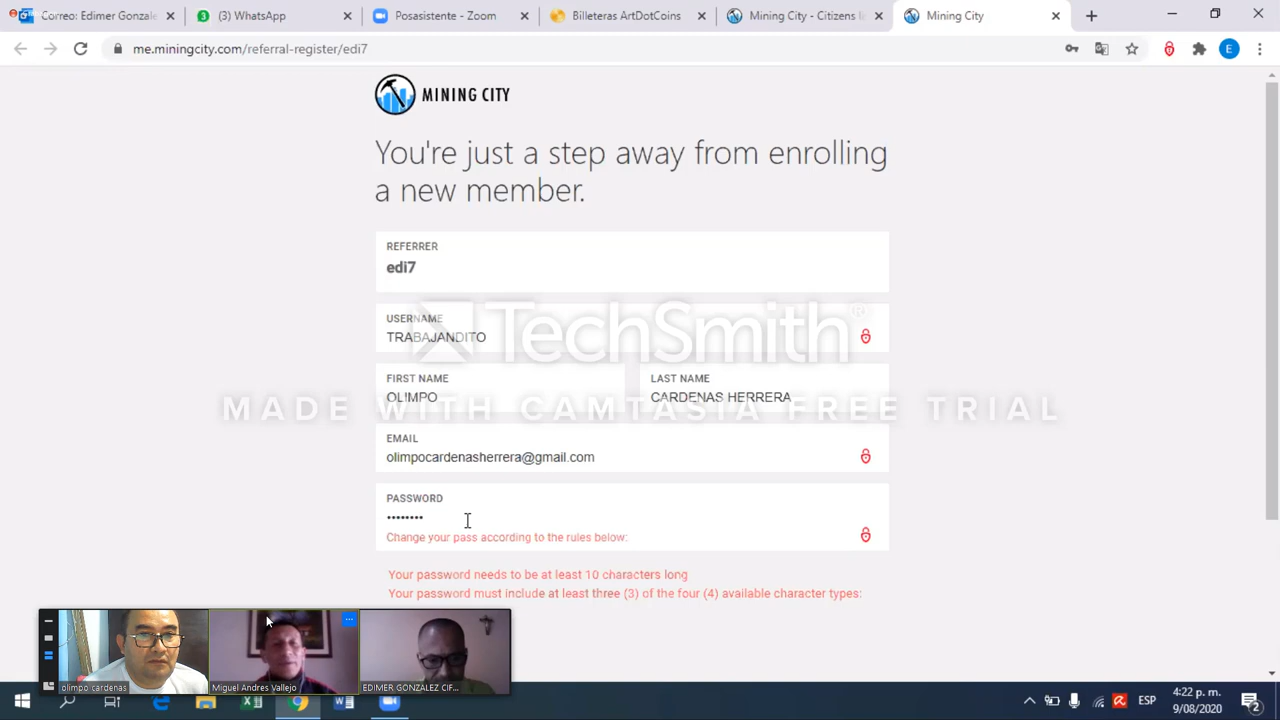 Correo: Edimer Gonzale
(3) WhatsApp
Posasistente - Zoom
Billeteras ArtDotCoins
Mining City - Citizens li
Mining City
me.miningcity.com/referral-register/edi7
E
MINING CITY
You're just a step away from enrolling
a new member.
REFERRER
edi7
USERNAME
TRABAJANDITO
TechSmith®
FIRST NAME
LAST NAME
OLIMPO
CARDENAS HERRERA
MADE WITH CAMTASIA FREE TRIAL
EMAIL
olimpocardenasherrera@gmail.com
PASSWORD
••••••••
Change your pass according to the rules below:
Your password needs to be at least 10 characters long
Your password must include at least three (3) of the four (4) available character types:
olimpo cardenas
Miguel Andres Vallejo
EDIMER GONZALEZ CIF...
ESP
4:22 p. m.
9/08/2020
2